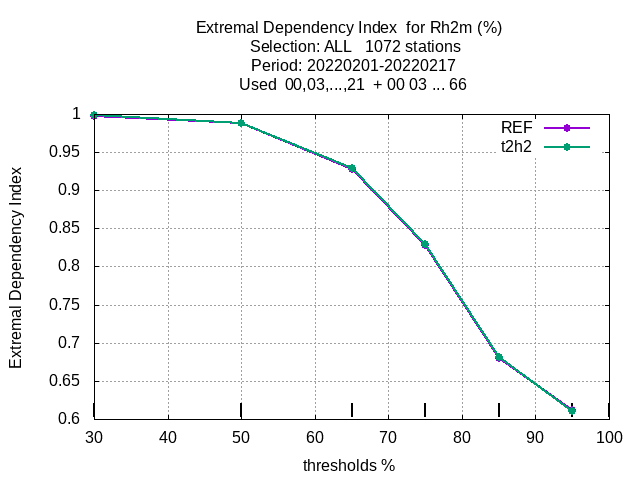 Extremal Dependency Index  for Rh2m (%)
Selection: ALL   1072 stations
Period: 20220201-20220217
Used  00,03,...,21  + 00 03 ... 66
REF
t2h2
Extremal Dependency Index
1
0.95
0.9
0.85
0.8
0.75
0.7
0.65
0.6
30 40 50 60 70 80 90 100
thresholds %